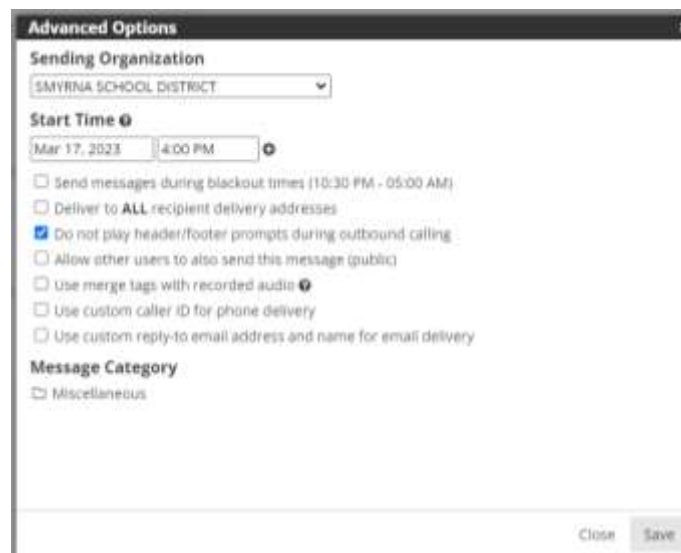 Advanced Options
Sending Organization
SMYRNA SCHOOL DISTRICT
Start Time
Mar 17, 2023 4:00 PM
Send messages during blackout times (10:30 PM - 05:00 AM)
Deliver to ALL recipient delivery addresses
Do not play header/footer prompts during outbound calling
Allow other users to also send this message (public)
Use merge tags with recorded audio
Use custom caller ID for phone delivery
Use custom reply-to email address and name for email delivery
Message Category
Miscellaneous
Close Save